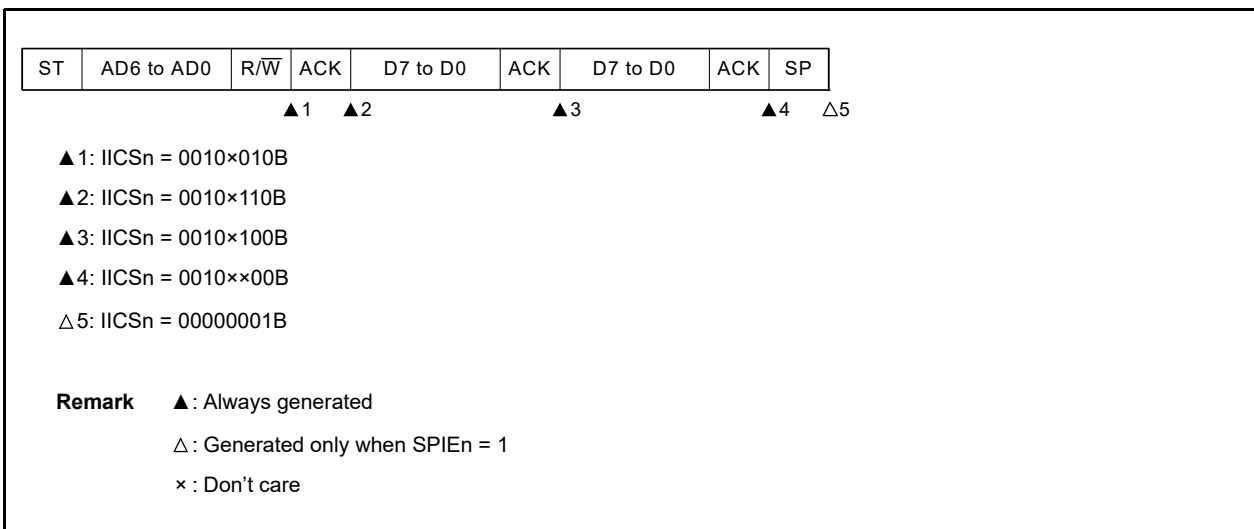 ST AD6 to AD0 R/W̅ ACK D7 to D0 ACK D7 to D0 ACK SP
▲1 ▲2 ▲3 ▲4 △5
▲1: IICSn = 0010×010B
▲2: IICSn = 0010×110B
▲3: IICSn = 0010×100B
▲4: IICSn = 0010××00B
△5: IICSn = 00000001B
Remark ▲: Always generated
△: Generated only when SPIEn = 1
×: Don't care